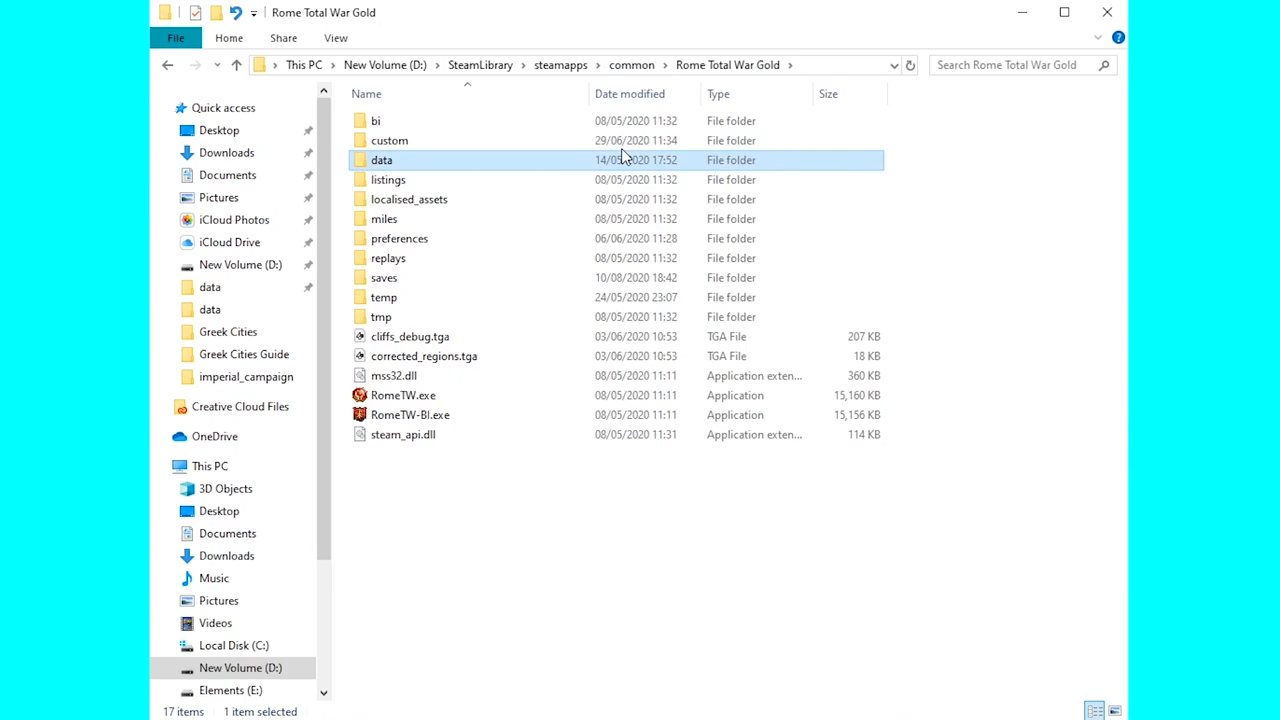 Rome Total War Gold
File Home Share View
This PC New Volume (D:) SteamLibrary steamapps common Rome Total War Gold
Search Rome Total War Gold
Name Date modified Type Size
Quick access
Desktop
Downloads
Documents
Pictures
iCloud Photos
iCloud Drive
New Volume (D:)
data
data
Greek Cities
Greek Cities Guide
imperial_campaign
Creative Cloud Files
OneDrive
This PC
3D Objects
Desktop
Documents
Downloads
Music
Pictures
Videos
Local Disk (C:)
New Volume (D:)
Elements (E:)
bi 08/05/2020 11:32 File folder
custom 29/06/2020 11:34 File folder
data 14/05/2020 17:52 File folder
listings 08/05/2020 11:32 File folder
localised_assets 08/05/2020 11:32 File folder
miles 08/05/2020 11:32 File folder
preferences 06/06/2020 11:28 File folder
replays 08/05/2020 11:32 File folder
saves 10/08/2020 18:42 File folder
temp 24/05/2020 23:07 File folder
tmp 08/05/2020 11:32 File folder
cliffs_debug.tga 03/06/2020 10:53 TGA File 207 KB
corrected_regions.tga 03/06/2020 10:53 TGA File 18 KB
mss32.dll 08/05/2020 11:11 Application exten... 360 KB
RomeTW.exe 08/05/2020 11:11 Application 15,160 KB
RomeTW-BI.exe 08/05/2020 11:11 Application 15,156 KB
steam_api.dll 08/05/2020 11:31 Application exten... 114 KB
17 items 1 item selected